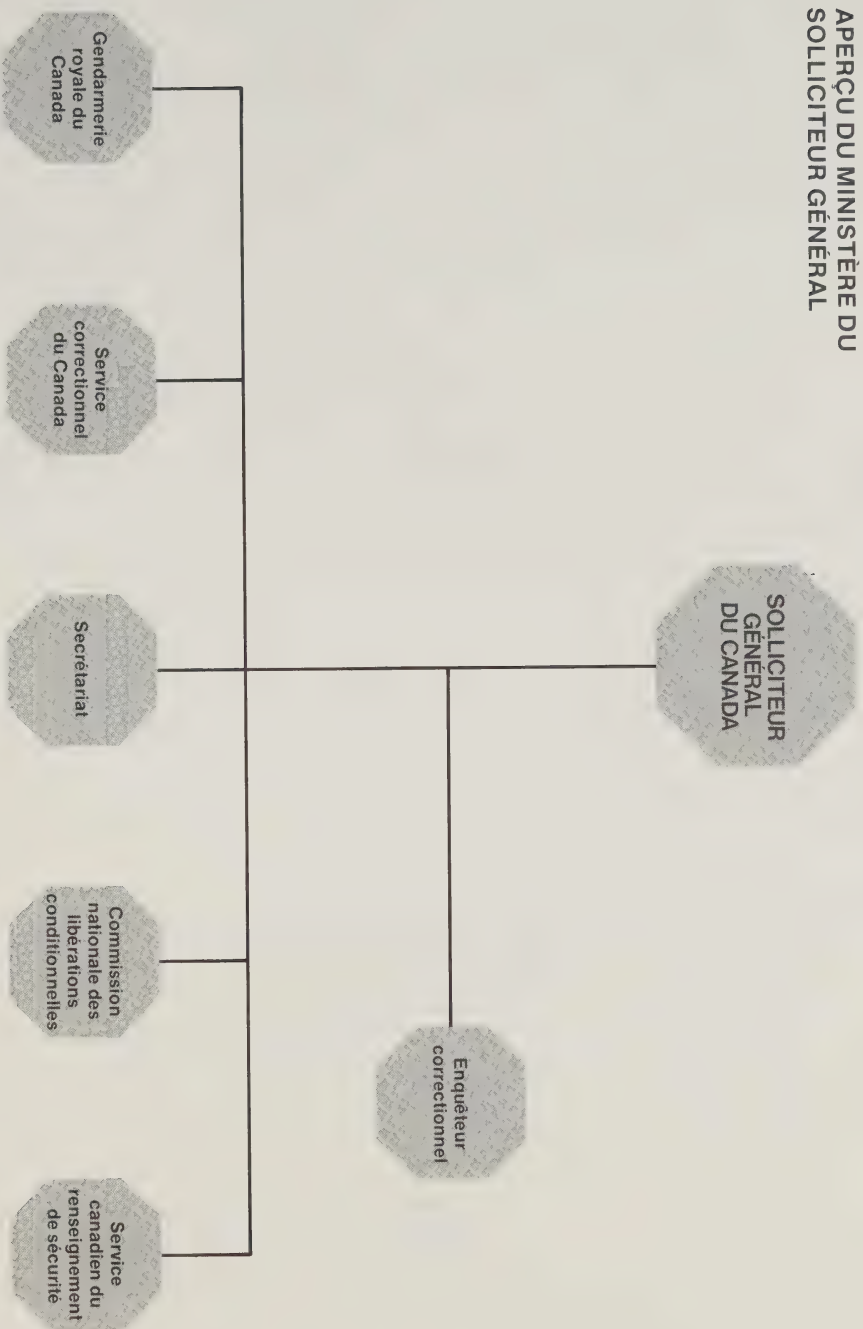 APERÇU DU MINISTÈRE DU
SOLLICITEUR GÉNÉRAL
SOLLICITEUR
GÉNÉRAL
DU CANADA
Enquêteur
correctionnel
Gendarmerie
royale du
Canada
Service
correctionnel
du Canada
Secrétariat
Commission
nationale des
libérations
conditionnelles
Service
canadien du
renseignement
de sécurité